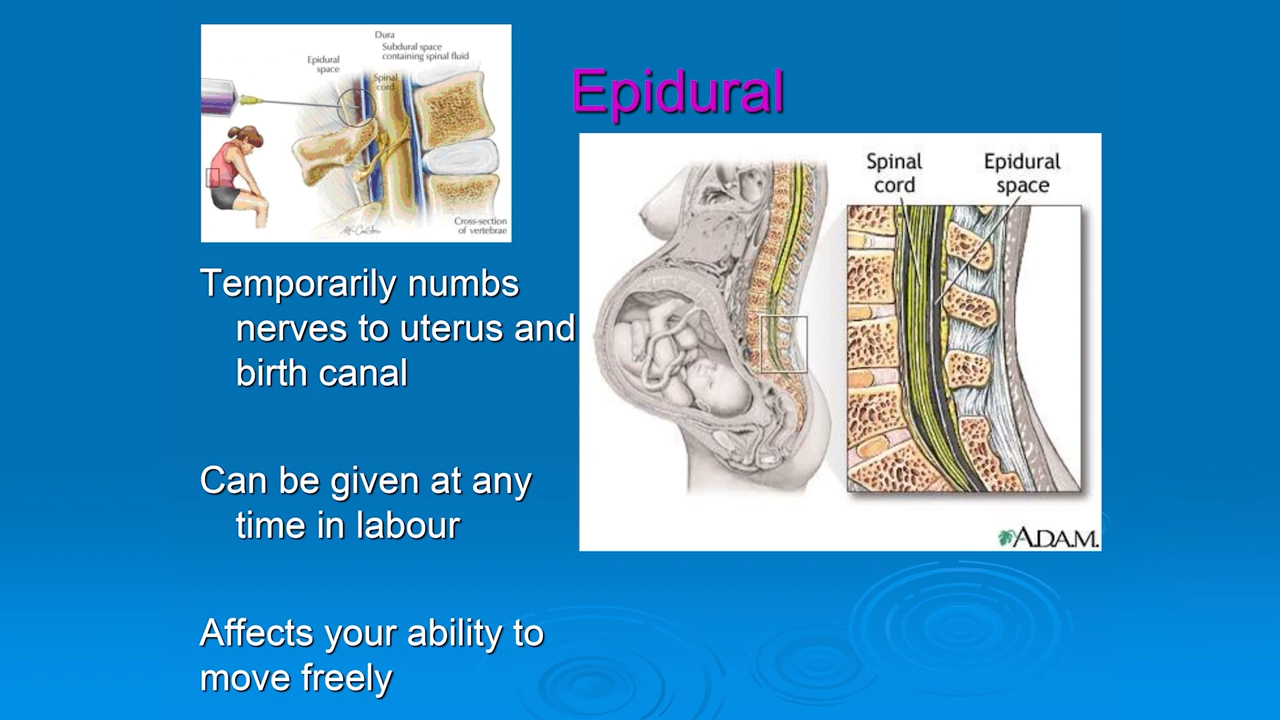 Dura
Subdural space
containing spinal fluid
Epidural
space
Spinal
cord
Cross-section
of vertebrae
Epidural
Spinal
cord
Epidural
space
A.D.A.M.
Temporarily numbs
nerves to uterus and
birth canal
Can be given at any
time in labour
Affects your ability to
move freely